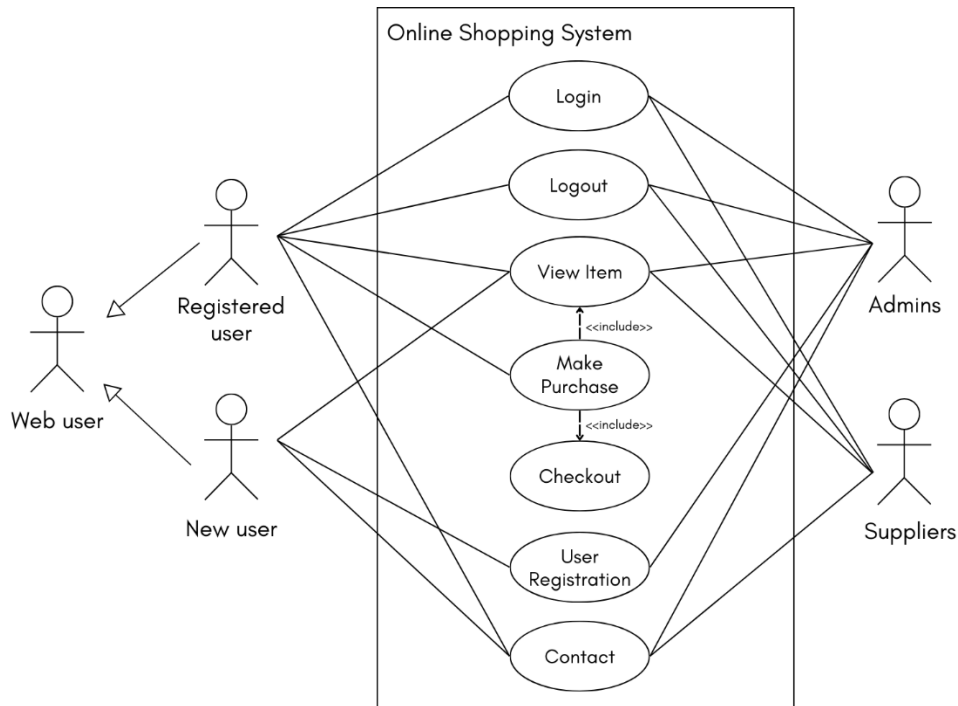 Online Shopping System
Login
Logout
View Item
<<include>>
Make
Purchase
<<include>>
Checkout
User
Registration
Contact
Registered
user
Web user
New user
Admins
Suppliers